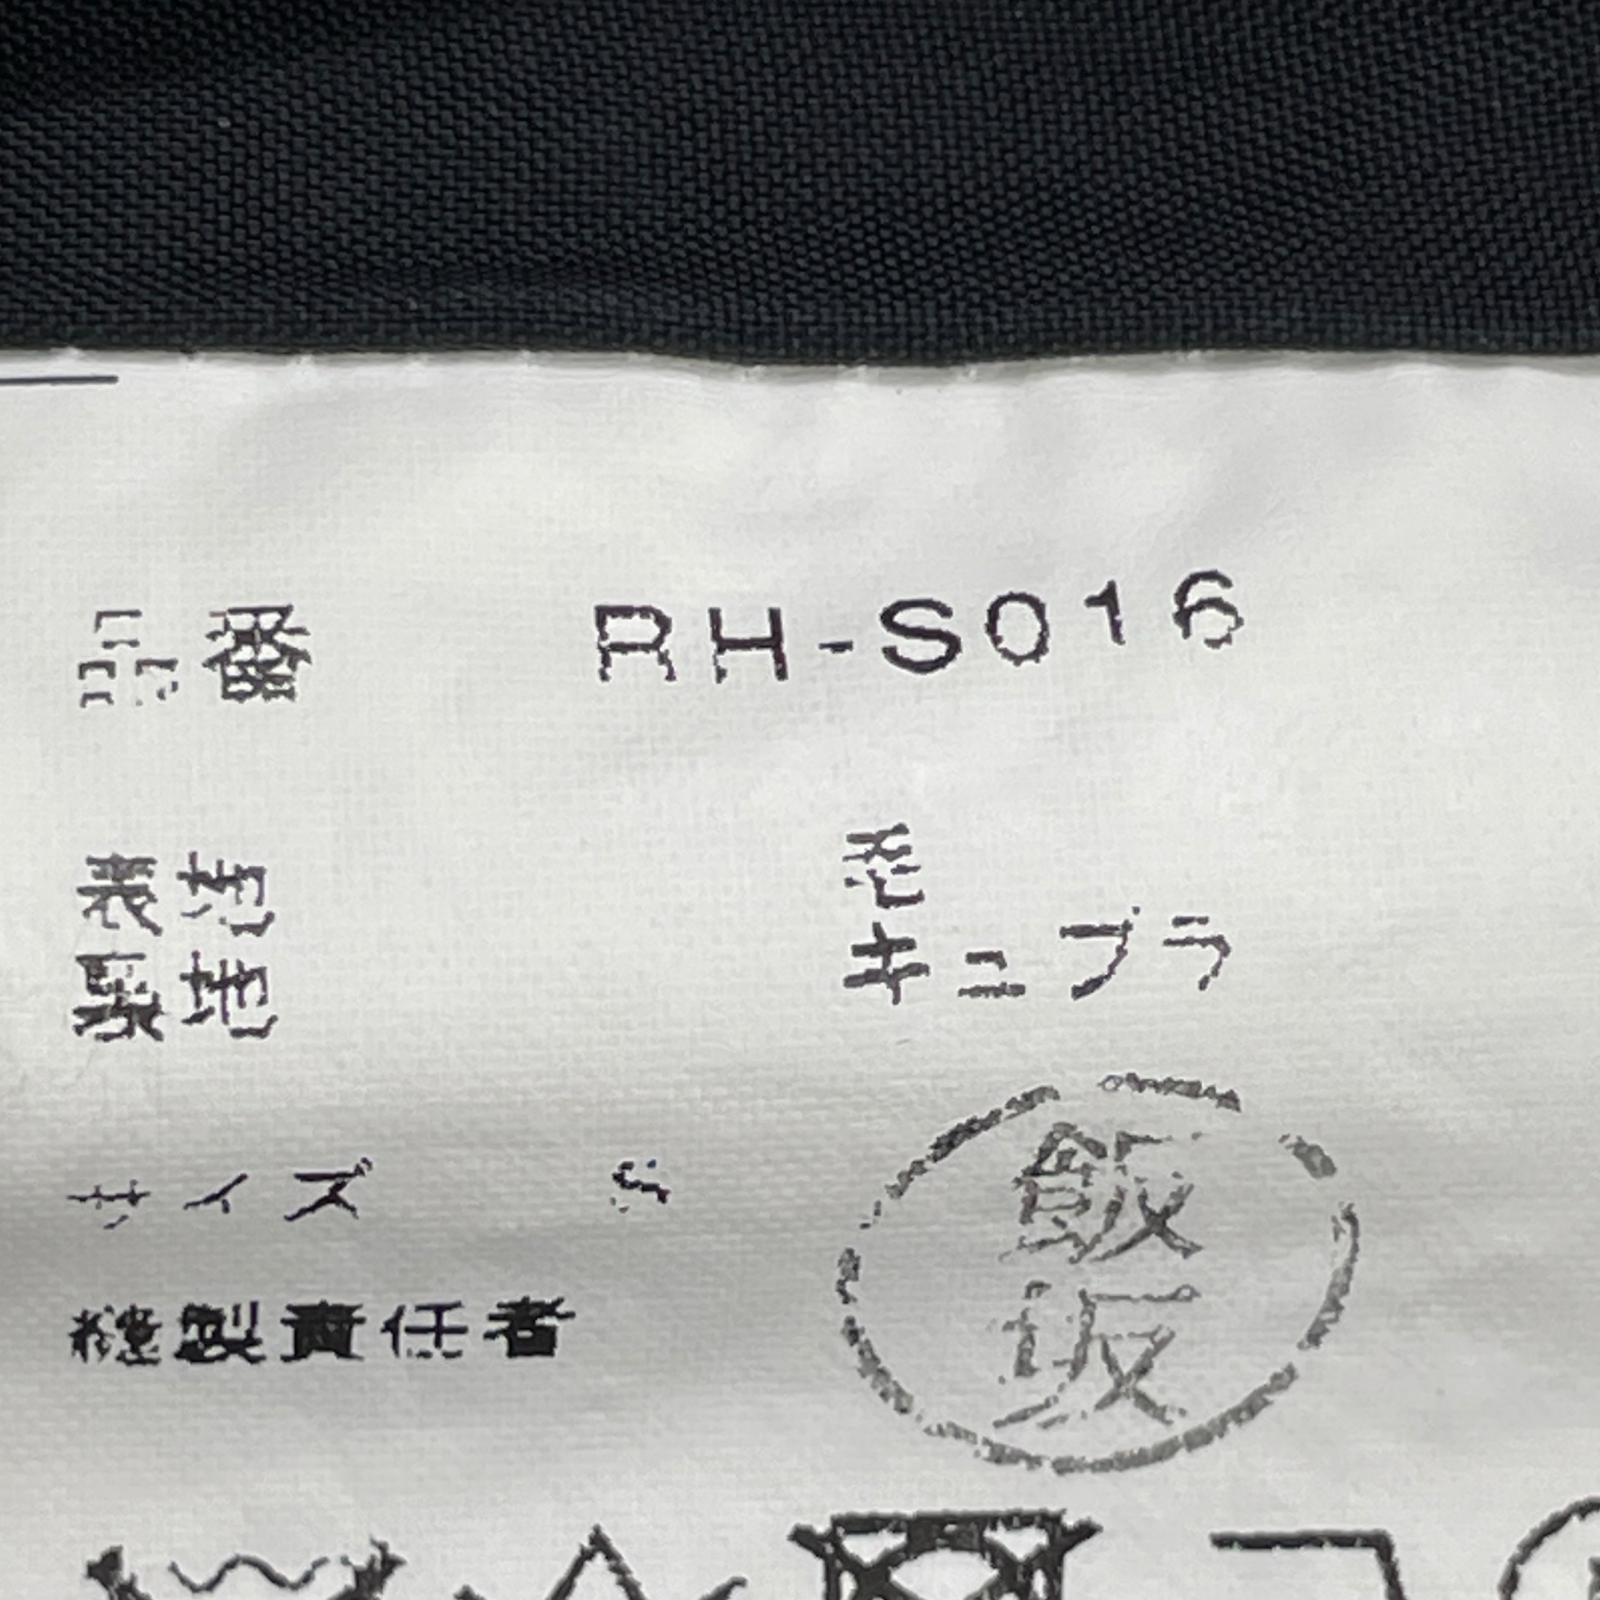 品番 RH-S016
表地 毛
裏地 キュプラ
サイズ S
縫製責任者 飯坂